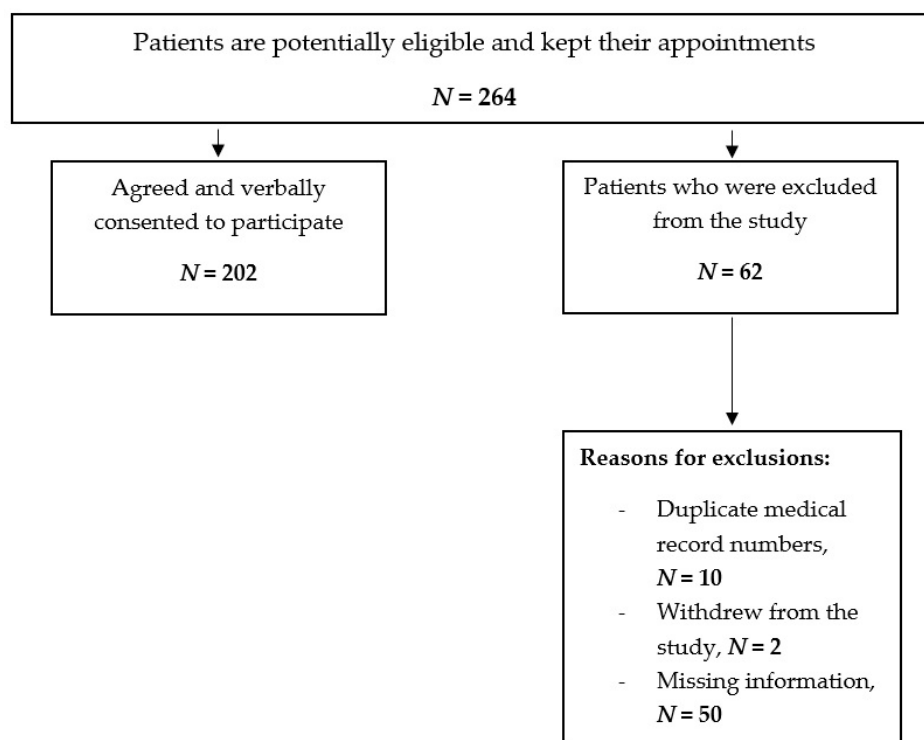 Patients are potentially eligible and kept their appointments
N = 264
Agreed and verbally
consented to participate
N = 202
Patients who were excluded
from the study
N = 62
Reasons for exclusions:
- Duplicate medical
record numbers,
N = 10
- Withdrew from the
study, N = 2
- Missing information,
N = 50